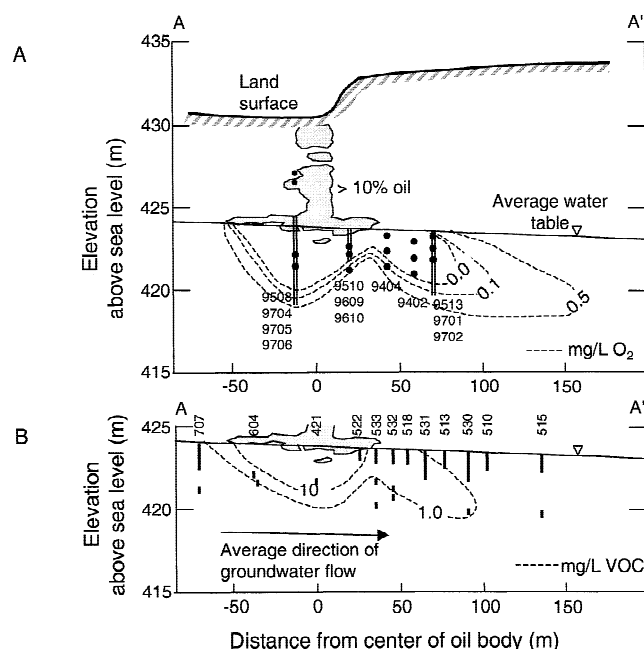 A A'
A
435
Land
surface
430
> 10% oil
425
Average water
table
Elevation
above sea level (m)
420
0.0
0.1
0.5
9508 9510 9404 9402 9513
9704 9609 9701
9705 9610 9702
9706
mg/L O₂
415
-50 0 50 100 150
A A'
B
707 604 421 522 533 532 518 531 513 530 510 515
425
Elevation
above sea level (m)
10
1.0
420
Average direction of
groundwater flow
mg/L VOC
415
-50 0 50 100 150
Distance from center of oil body (m)